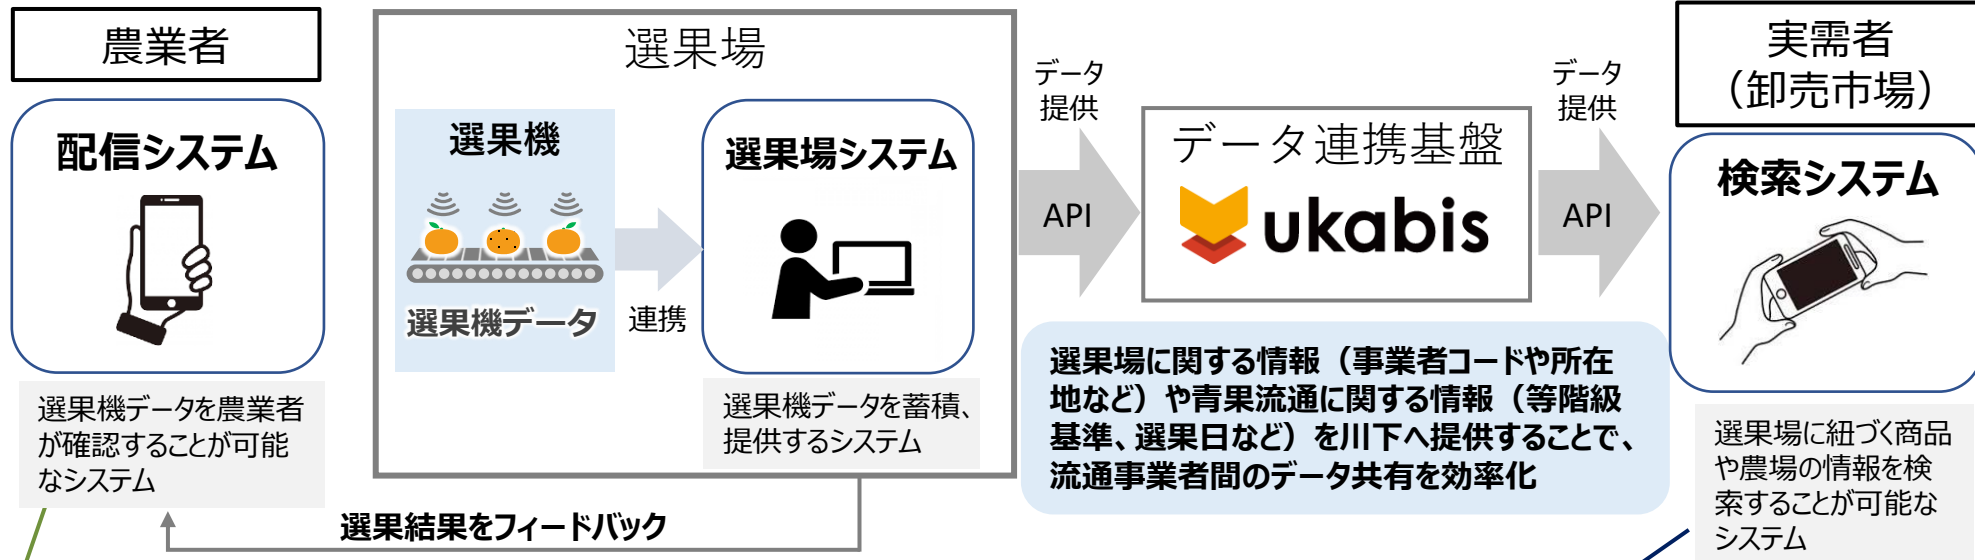 農業者
配信システム
選果機データを農業者
が確認することが可能
なシステム
選果場
選果機
選果機データ
連携
選果場システム
選果機データを蓄積、
提供するシステム
選果結果をフィードバック
データ
提供
API
データ連携基盤
ukabis
選果場に関する情報（事業者コードや所在
地など）や青果流通に関する情報（等階級
基準、選果日など）を川下へ提供することで、
流通事業者間のデータ共有を効率化
データ
提供
API
実需者
（卸売市場）
検索システム
選果場に紐づく商品
や農場の情報を検
索することが可能な
システム